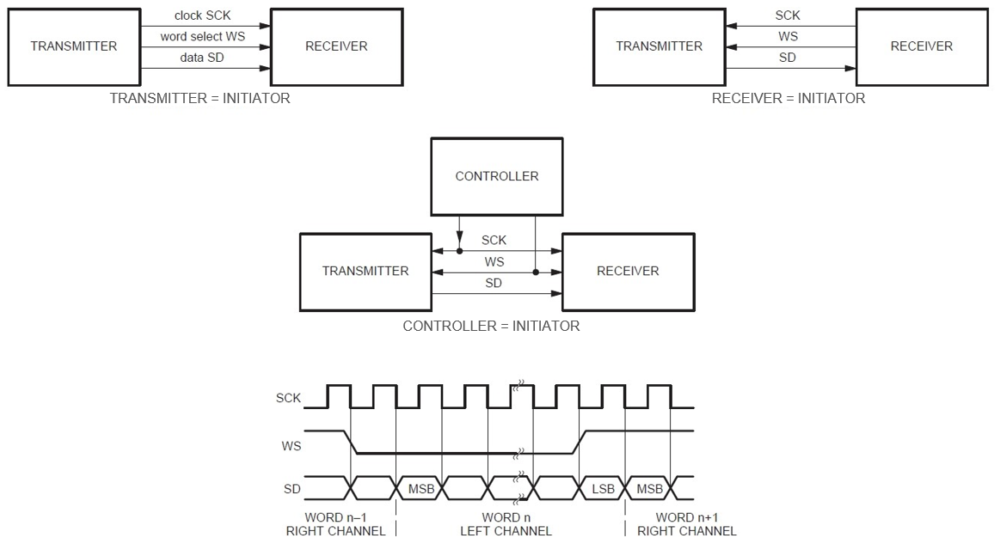 clock SCK
word select WS
data SD
TRANSMITTER
RECEIVER
TRANSMITTER = INITIATOR
SCK
WS
SD
TRANSMITTER
RECEIVER
RECEIVER = INITIATOR
CONTROLLER
TRANSMITTER
SCK
WS
SD
RECEIVER
CONTROLLER = INITIATOR
SCK
WS
SD
MSB
LSB
MSB
WORD n–1
RIGHT CHANNEL
WORD n
LEFT CHANNEL
WORD n+1
RIGHT CHANNEL